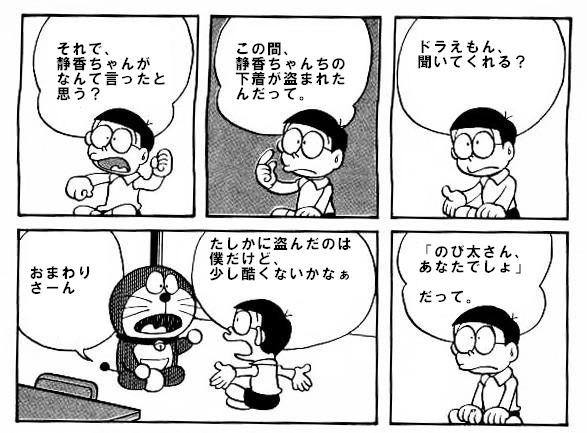 ドラえもん、
聞いてくれる？
この間、
静香ちゃんちの
下着が盗まれた
んだって。
それで、
静香ちゃんが
なんて言ったと
思う？
「のび太さん、
あなたでしょ」
だって。
たしかに盗んだのは
僕だけど、
少し酷くないかなぁ
おまわり
さーん